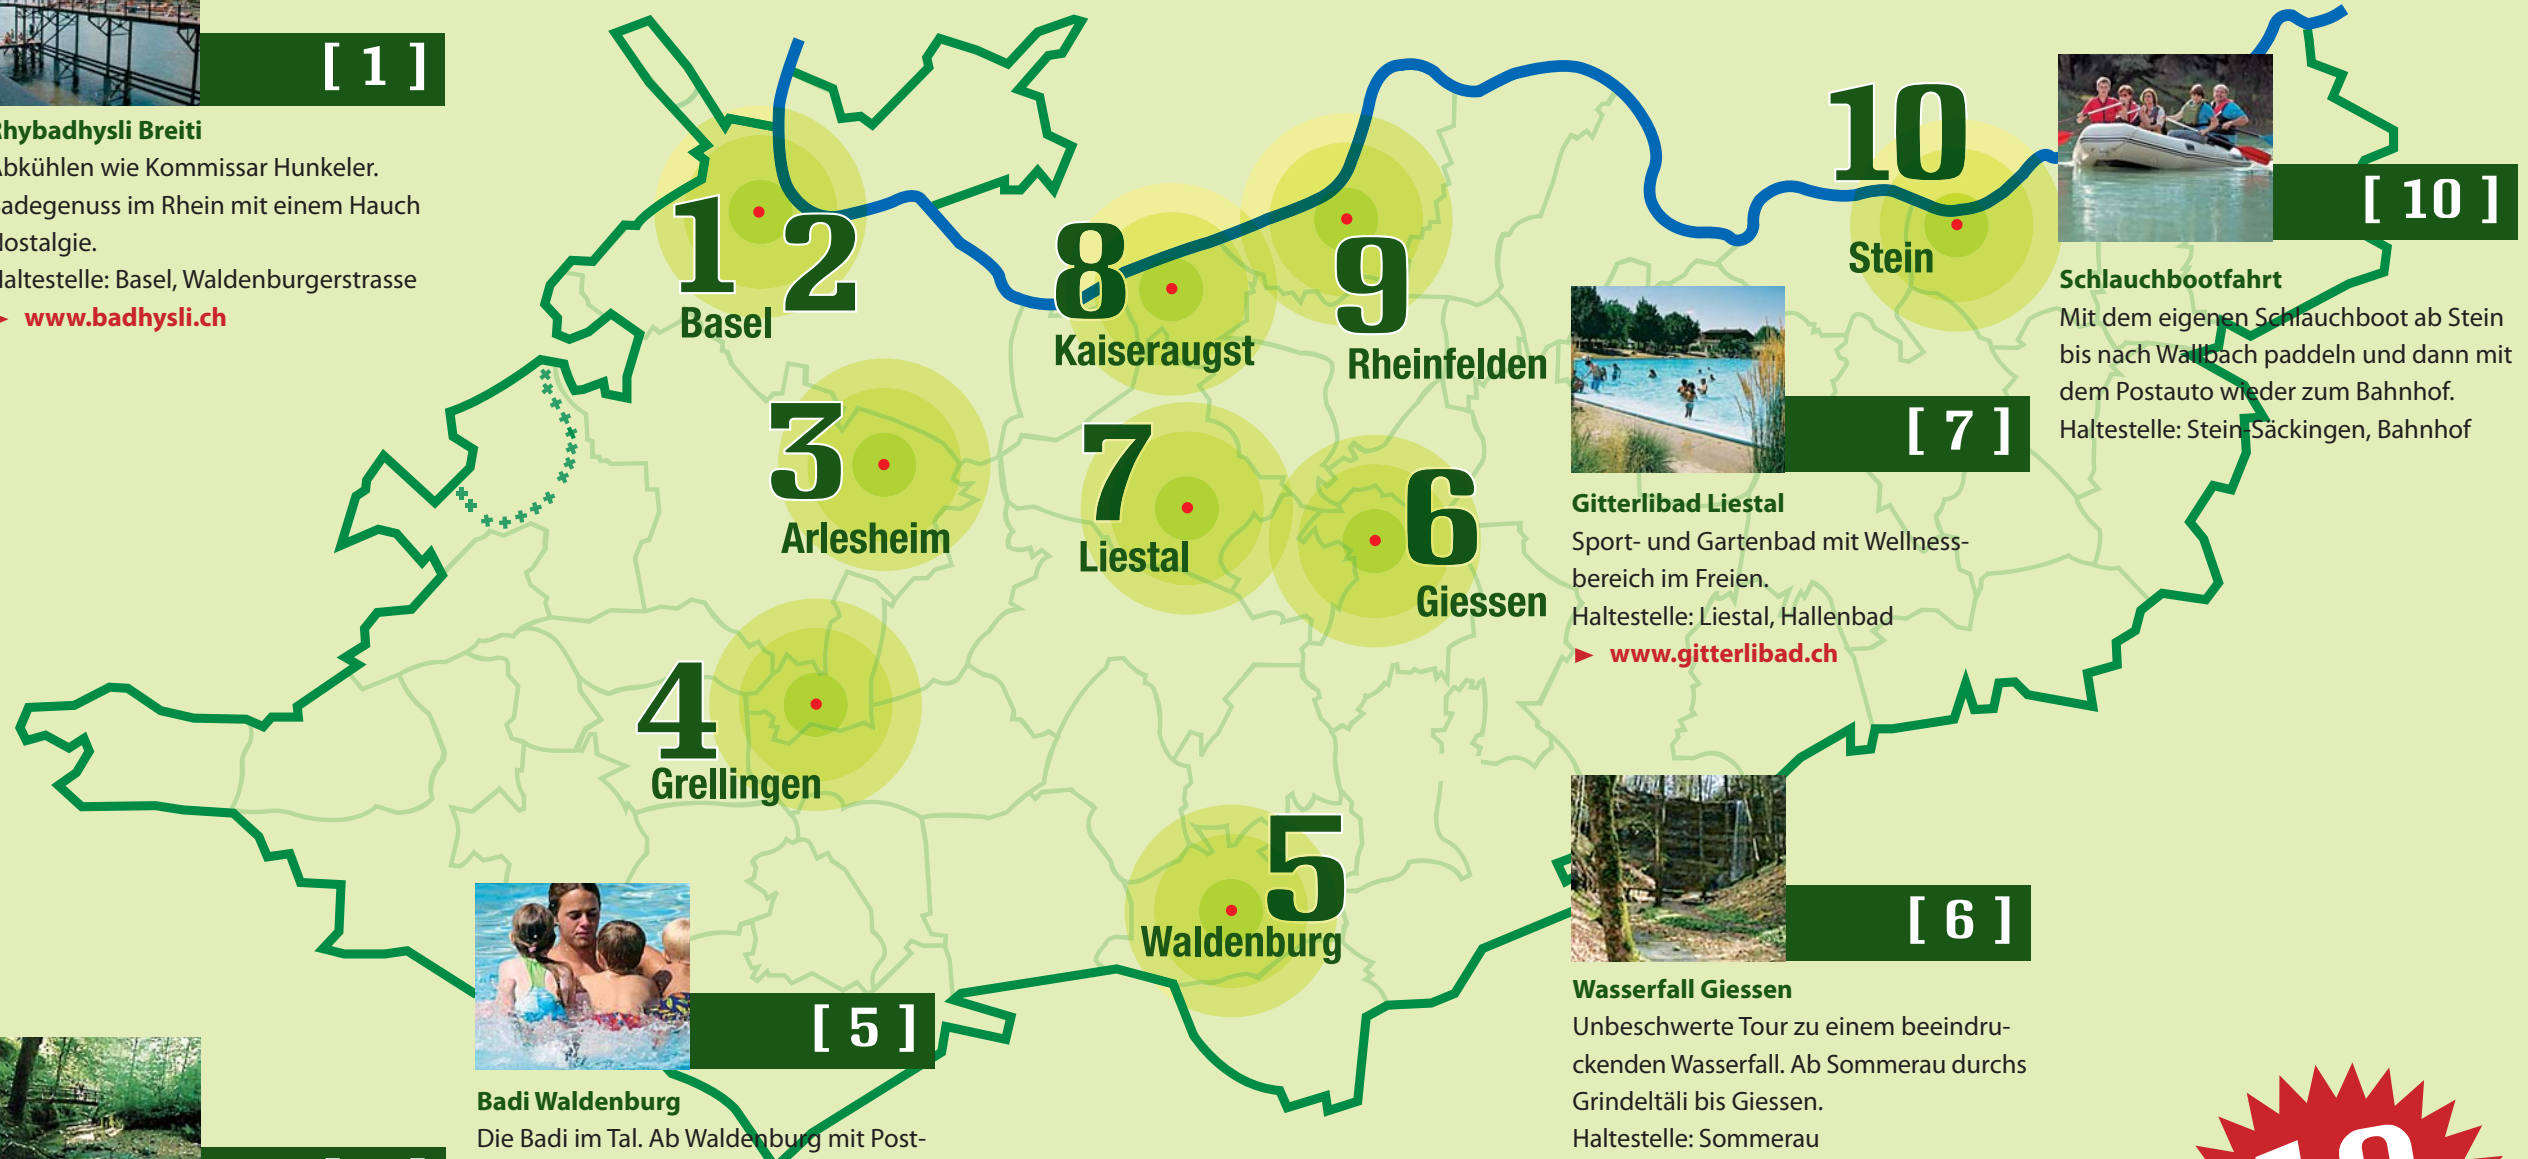 [ 1 ]
Rhybadhysli Breiti
Abkühlen wie Kommissar Hunkeler.
Badegenuss im Rhein mit einem Hauch
Nostalgie.
Haltestelle: Basel, Waldenburgerstrasse
► www.badhysli.ch
1
2
Basel
8
Kaiseraugst
9
Rheinfelden
10
Stein
3
Arlesheim
7
Liestal
6
Giessen
4
Grellingen
5
Waldenburg
[ 10 ]
Schlauchbootfahrt
Mit dem eigenen Schlauchboot ab Stein
bis nach Wallbach paddeln und dann mit
dem Postauto wieder zum Bahnhof.
Haltestelle: Stein-Säckingen, Bahnhof
[ 7 ]
Gitterlibad Liestal
Sport- und Gartenbad mit Wellness-
bereich im Freien.
Haltestelle: Liestal, Hallenbad
► www.gitterlibad.ch
[ 6 ]
Wasserfall Giessen
Unbeschwerte Tour zu einem beeindru-
ckenden Wasserfall. Ab Sommerau durchs
Grindeltäli bis Giessen.
Haltestelle: Sommerau
[ 5 ]
Badi Waldenburg
Die Badi im Tal. Ab Waldenburg mit Post-